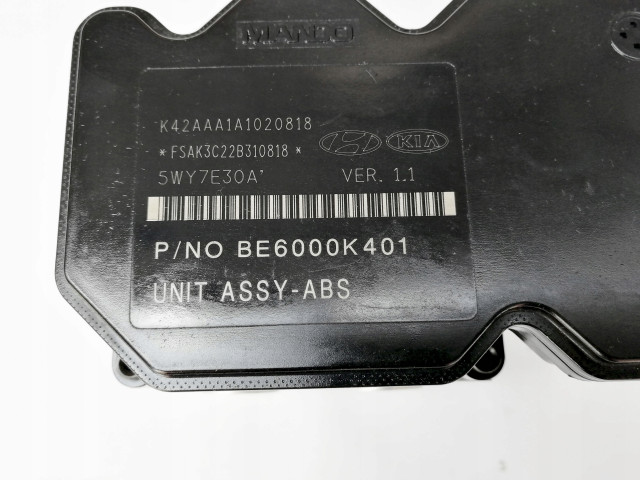 MANDO
K42AAA1A1020818
*FSAK3C22B310818*
KIA
5WY7E30A' VER. 1.1
P/NO BE6000K401
UNIT ASSY-ABS